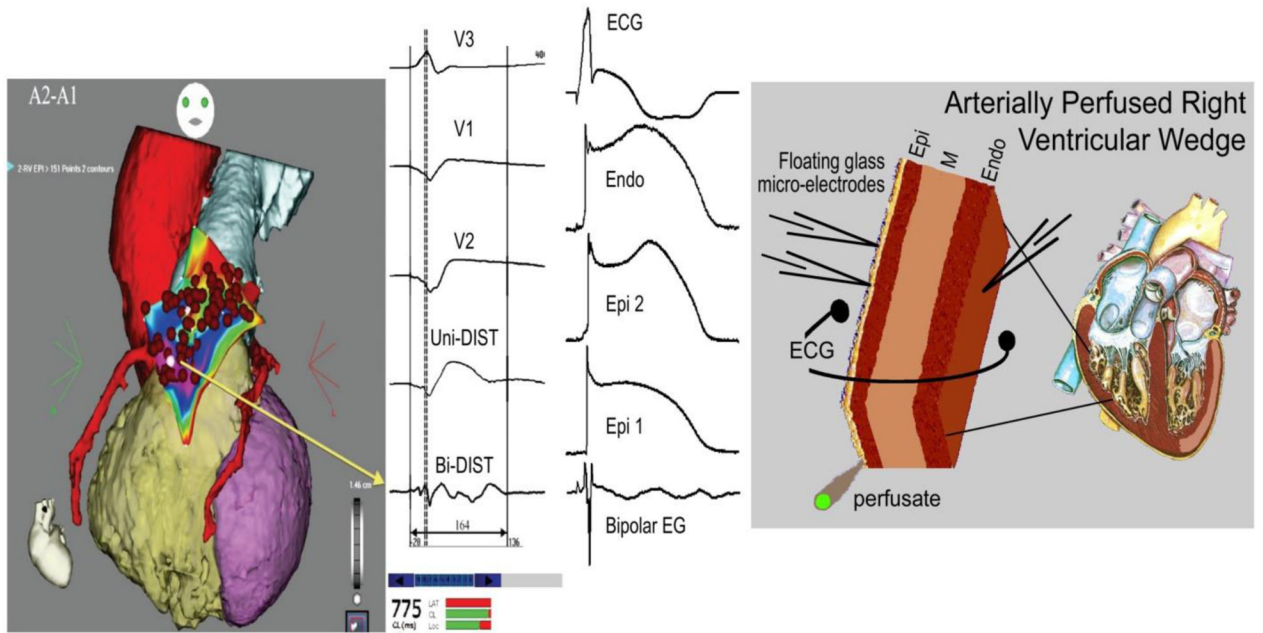 A2-A1
2-RV EPI > 151 Points 2 contours
1.46 cm
V3
V1
V2
Uni-DIST
Bi-DIST
164
-28
136
775
CL (ms)
LAT
CL
Loc
ECG
Endo
Epi 2
Epi 1
Bipolar EG
Arterially Perfused Right
Ventricular Wedge
Floating glass
micro-electrodes
Epi
M
Endo
ECG
perfusate